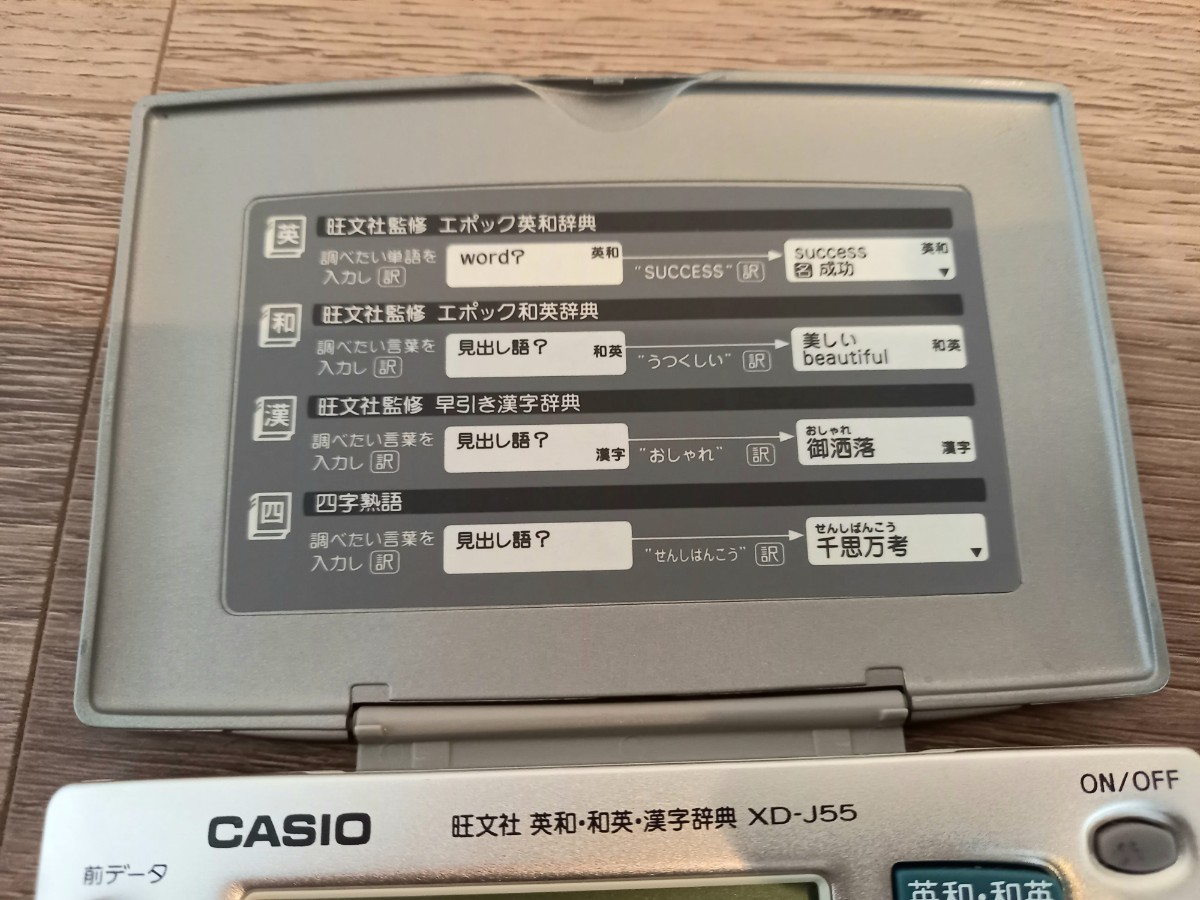 英 旺文社監修 エポック英和辞典
調べたい単語を
入力し 訳
word? 英和
"SUCCESS" 訳
success 英和
名 成功 ▼
和 旺文社監修 エポック和英辞典
調べたい言葉を
入力し 訳
見出し語? 和英
"うつくしい" 訳
美しい 和英
beautiful
漢 旺文社監修 早引き漢字辞典
調べたい言葉を
入力し 訳
見出し語? 漢字
"おしゃれ" 訳
おしゃれ
御洒落 漢字
四 四字熟語
調べたい言葉を
入力し 訳
見出し語?
"せんしばんこう" 訳
せんしばんこう
千思万考 ▼
ON/OFF
CASIO 旺文社 英和・和英・漢字辞典 XD-J55
前データ
英和・和英